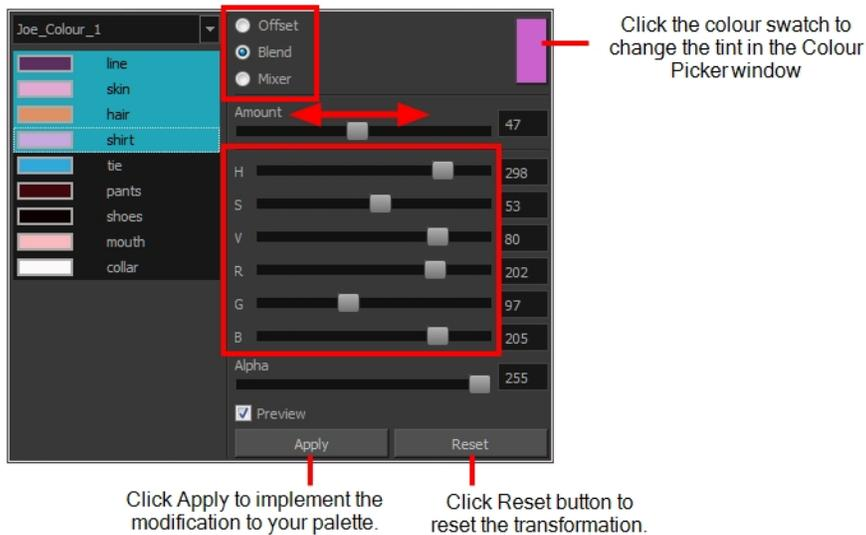 Joe_Colour_1
line
skin
hair
shirt
tie
pants
shoes
mouth
collar
Offset
Blend
Mixer
Amount
47
H
298
S
53
V
80
R
202
G
97
B
205
Alpha
255
Preview
Apply
Reset
Click the colour swatch to
change the tint in the Colour
Picker window
Click Apply to implement the
modification to your palette.
Click Reset button to
reset the transformation.